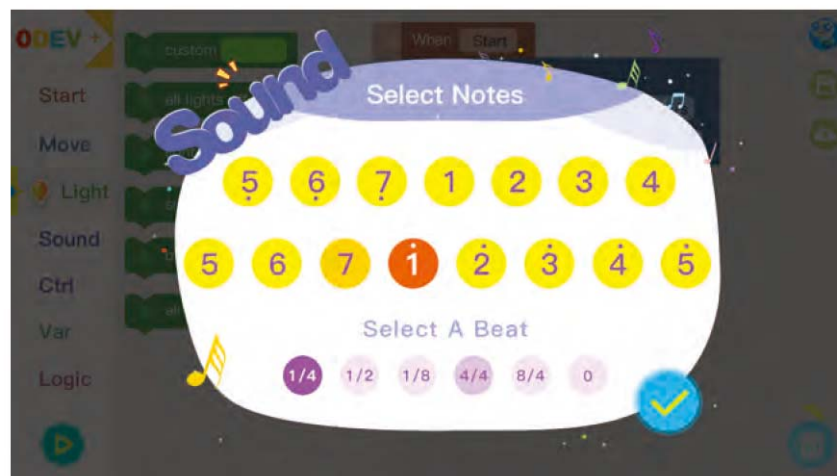 ODEV +
custom
When Start
all lights
Start
Move
Light
Sound
Ctrl
Var
Logic
Sound
Select Notes
5̣ 6̣ 7̣ 1 2 3 4
5 6 7 1̇ 2̇ 3̇ 4̇ 5̇
Select A Beat
1/4 1/2 1/8 4/4 8/4 0